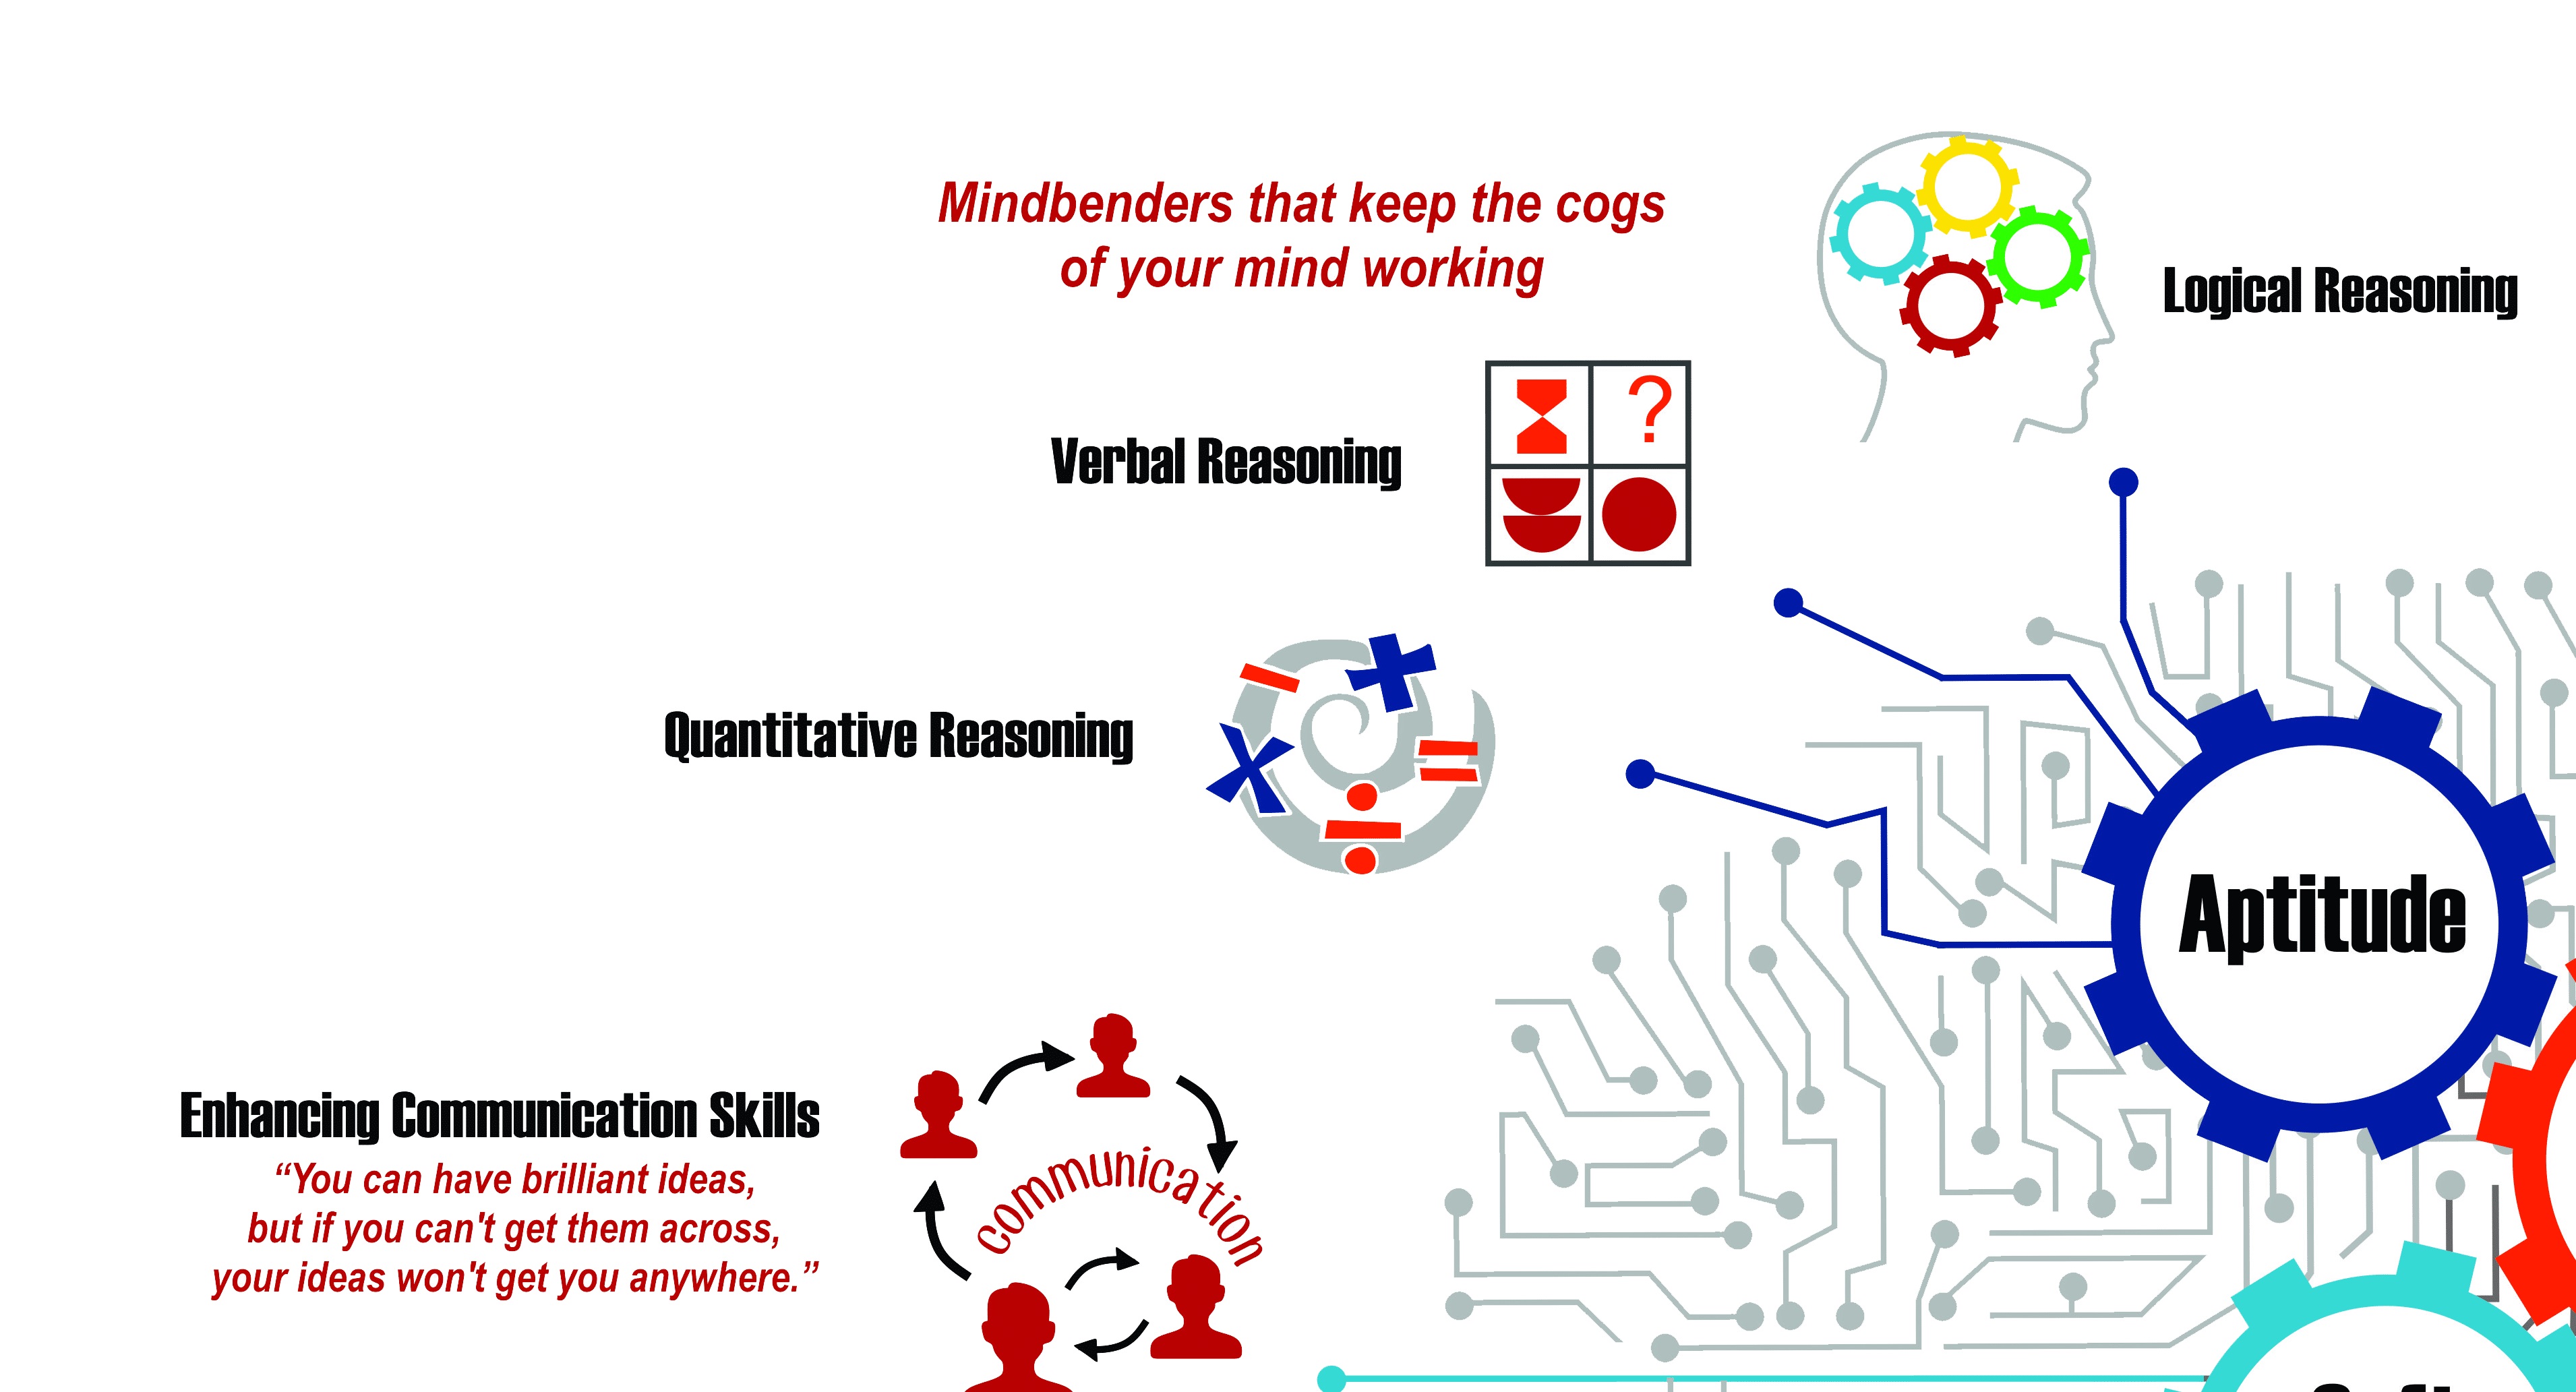 Mindbenders that keep the cogs
of your mind working
Logical Reasoning
?
Verbal Reasoning
Quantitative Reasoning
Aptitude
Enhancing Communication Skills
“You can have brilliant ideas,
but if you can't get them across,
your ideas won't get you anywhere.”
communication